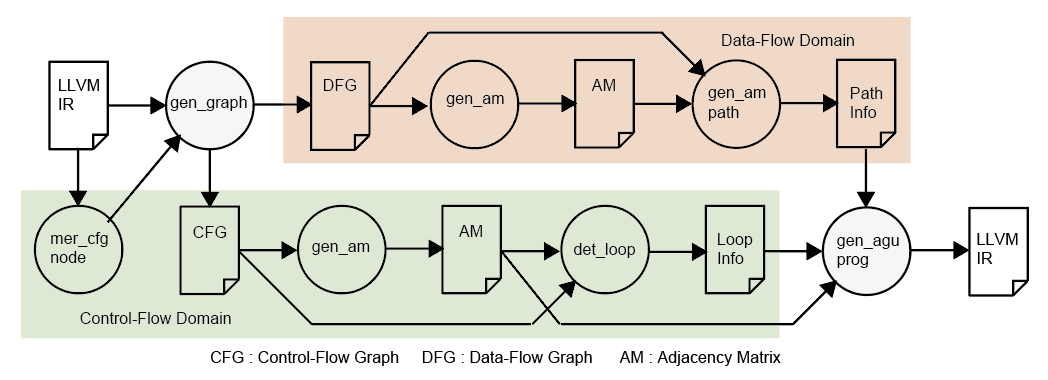 Data-Flow Domain
LLVM
IR
gen_graph
DFG
gen_am
AM
gen_am
path
Path
Info
mer_cfg
node
CFG
gen_am
AM
det_loop
Loop
Info
gen_agu
prog
LLVM
IR
Control-Flow Domain
CFG : Control-Flow Graph DFG : Data-Flow Graph AM : Adjacency Matrix